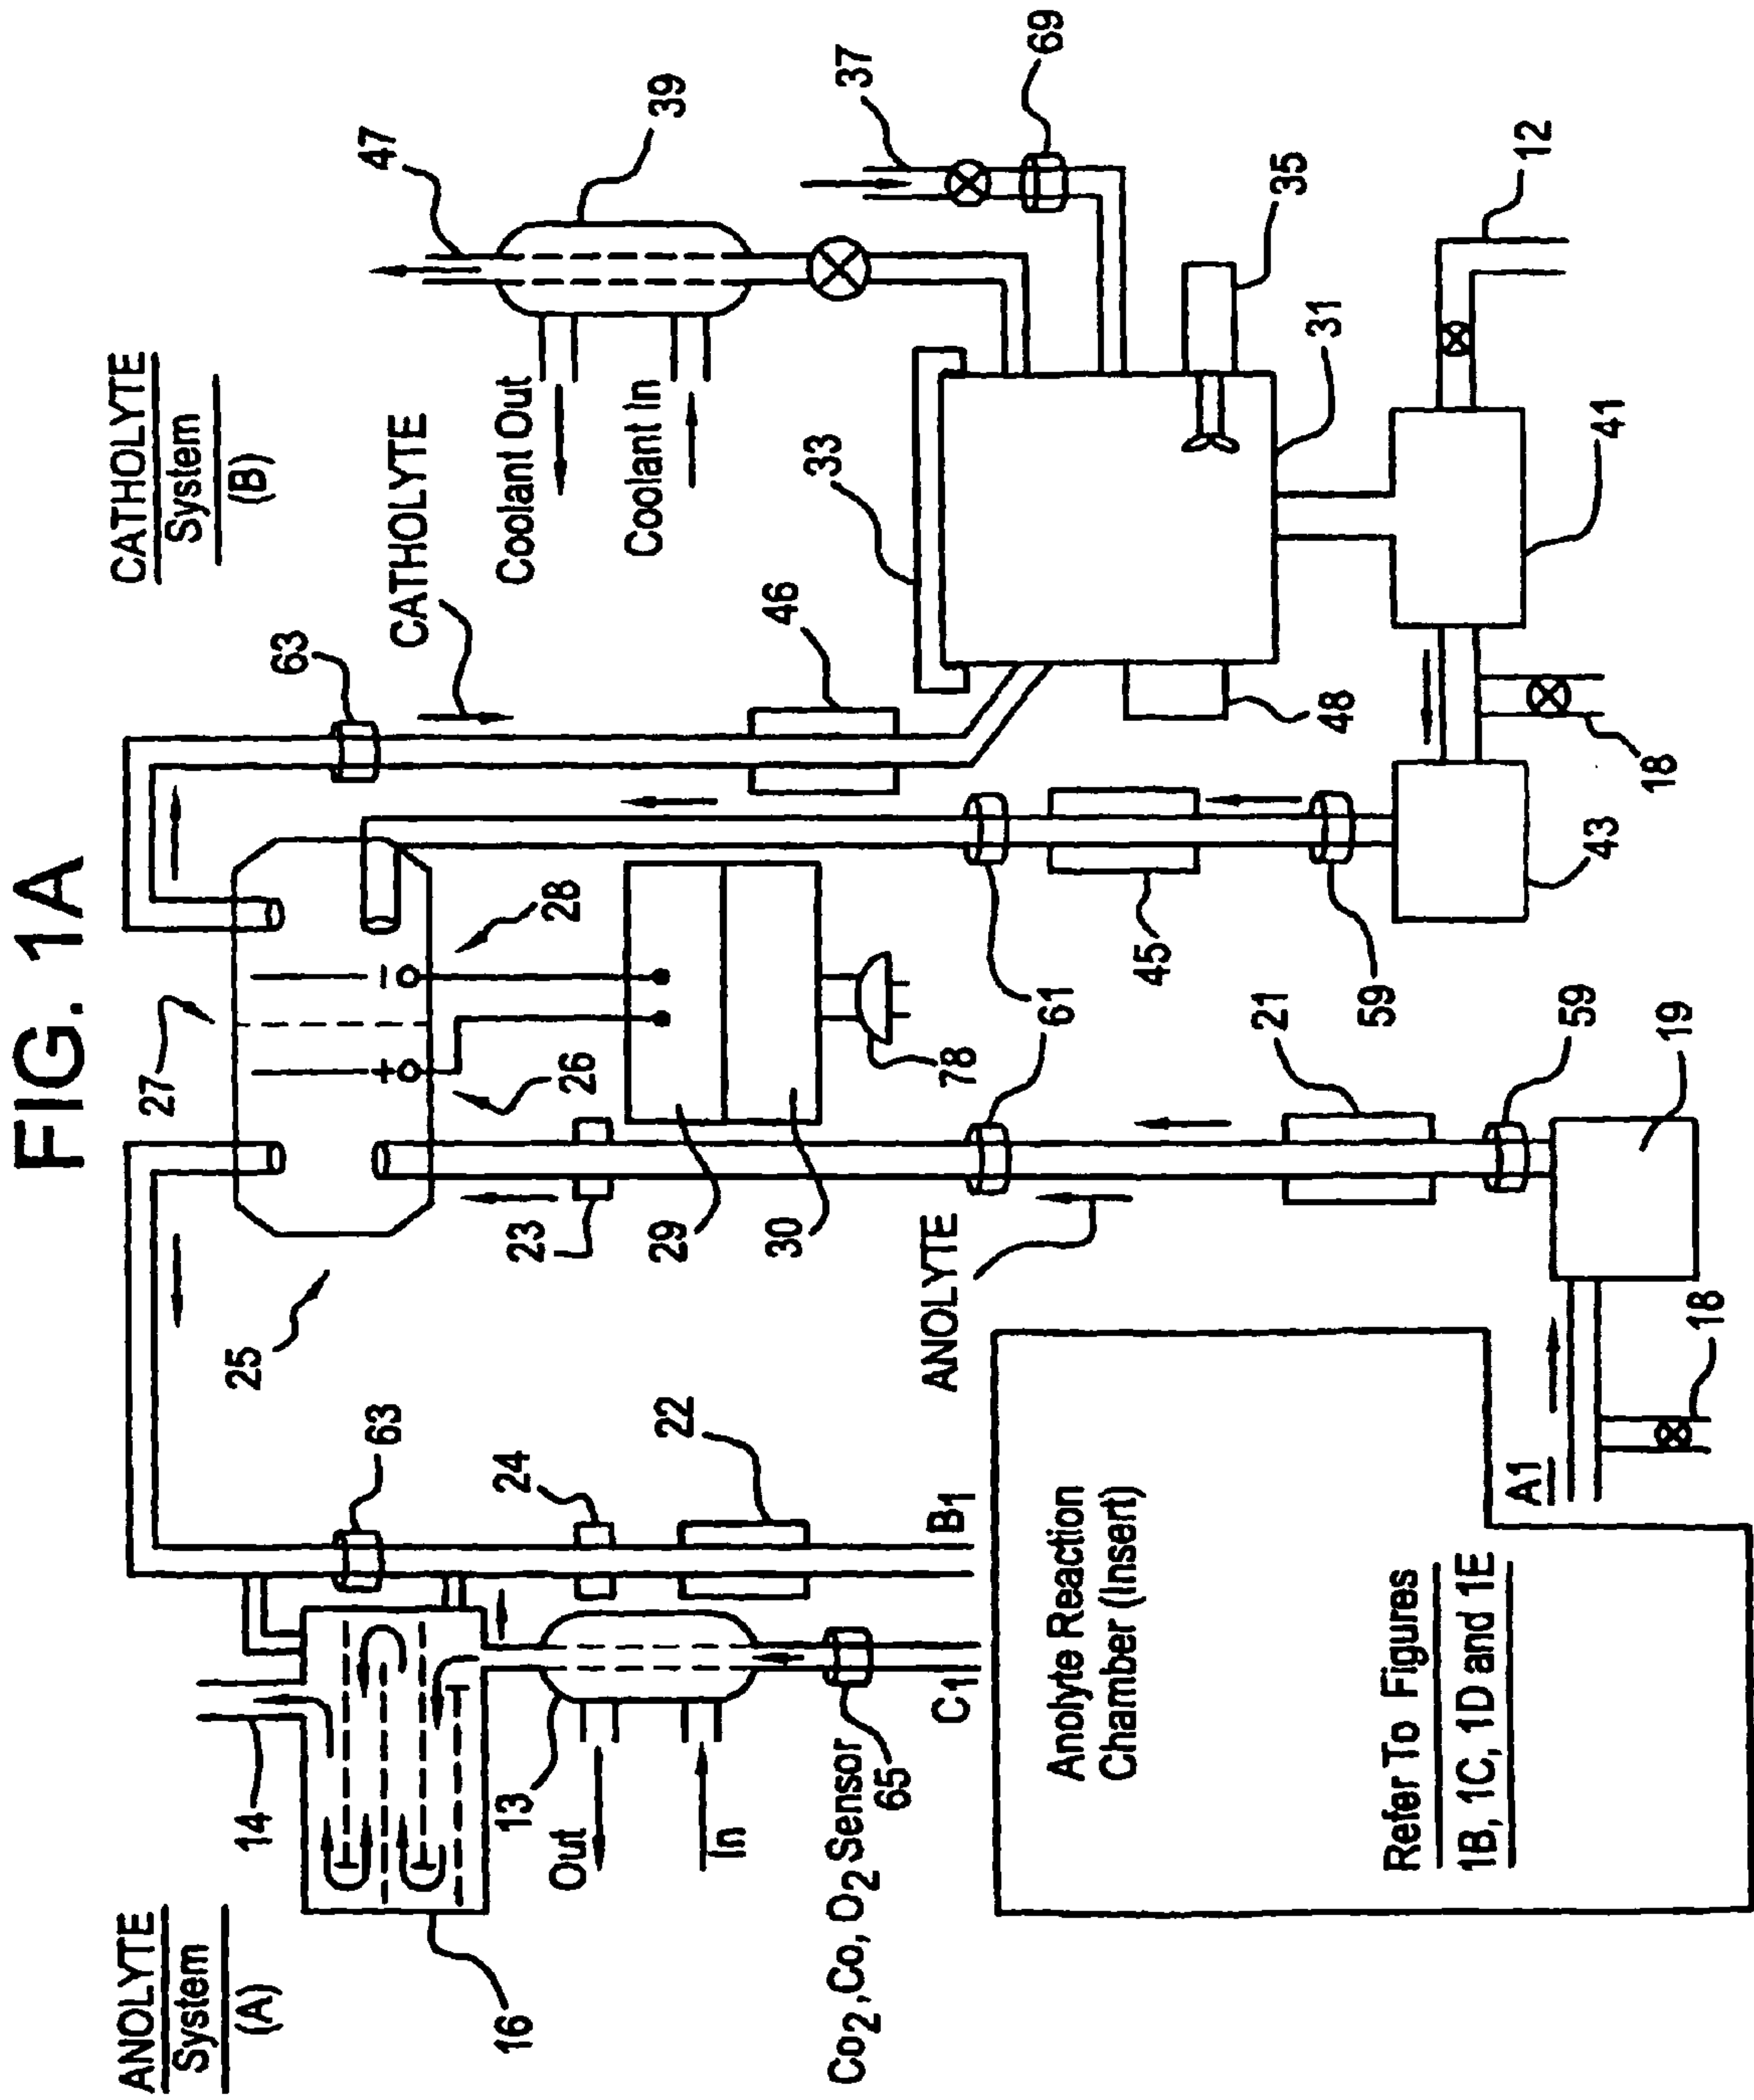 FIG. 1A
ANOLYTE
System
(A)
CATHOLYTE
System
(B)
27
25
63
14
16
13
Out
In
Co2, Co, O2 Sensor
65
C1
B1
24
22
23
26
28
29
30
78
61
ANOLYTE
21
59
59
19
A1
18
Anolyte Reaction
Chamber (Insert)
Refer To Figures
1B, 1C, 1D and 1E
63
CATHOLYTE
47
39
Coolant Out
Coolant In
37
69
46
33
35
31
48
45
43
18
41
12